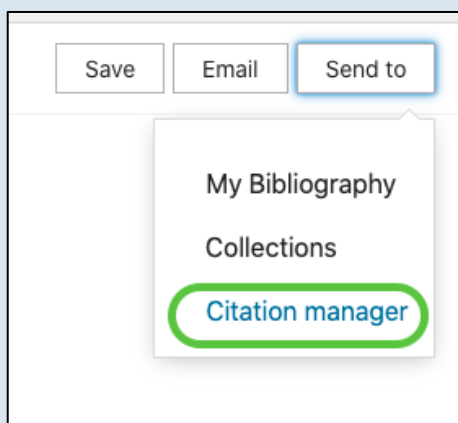 Save Email Send to
My Bibliography
Collections
Citation manager